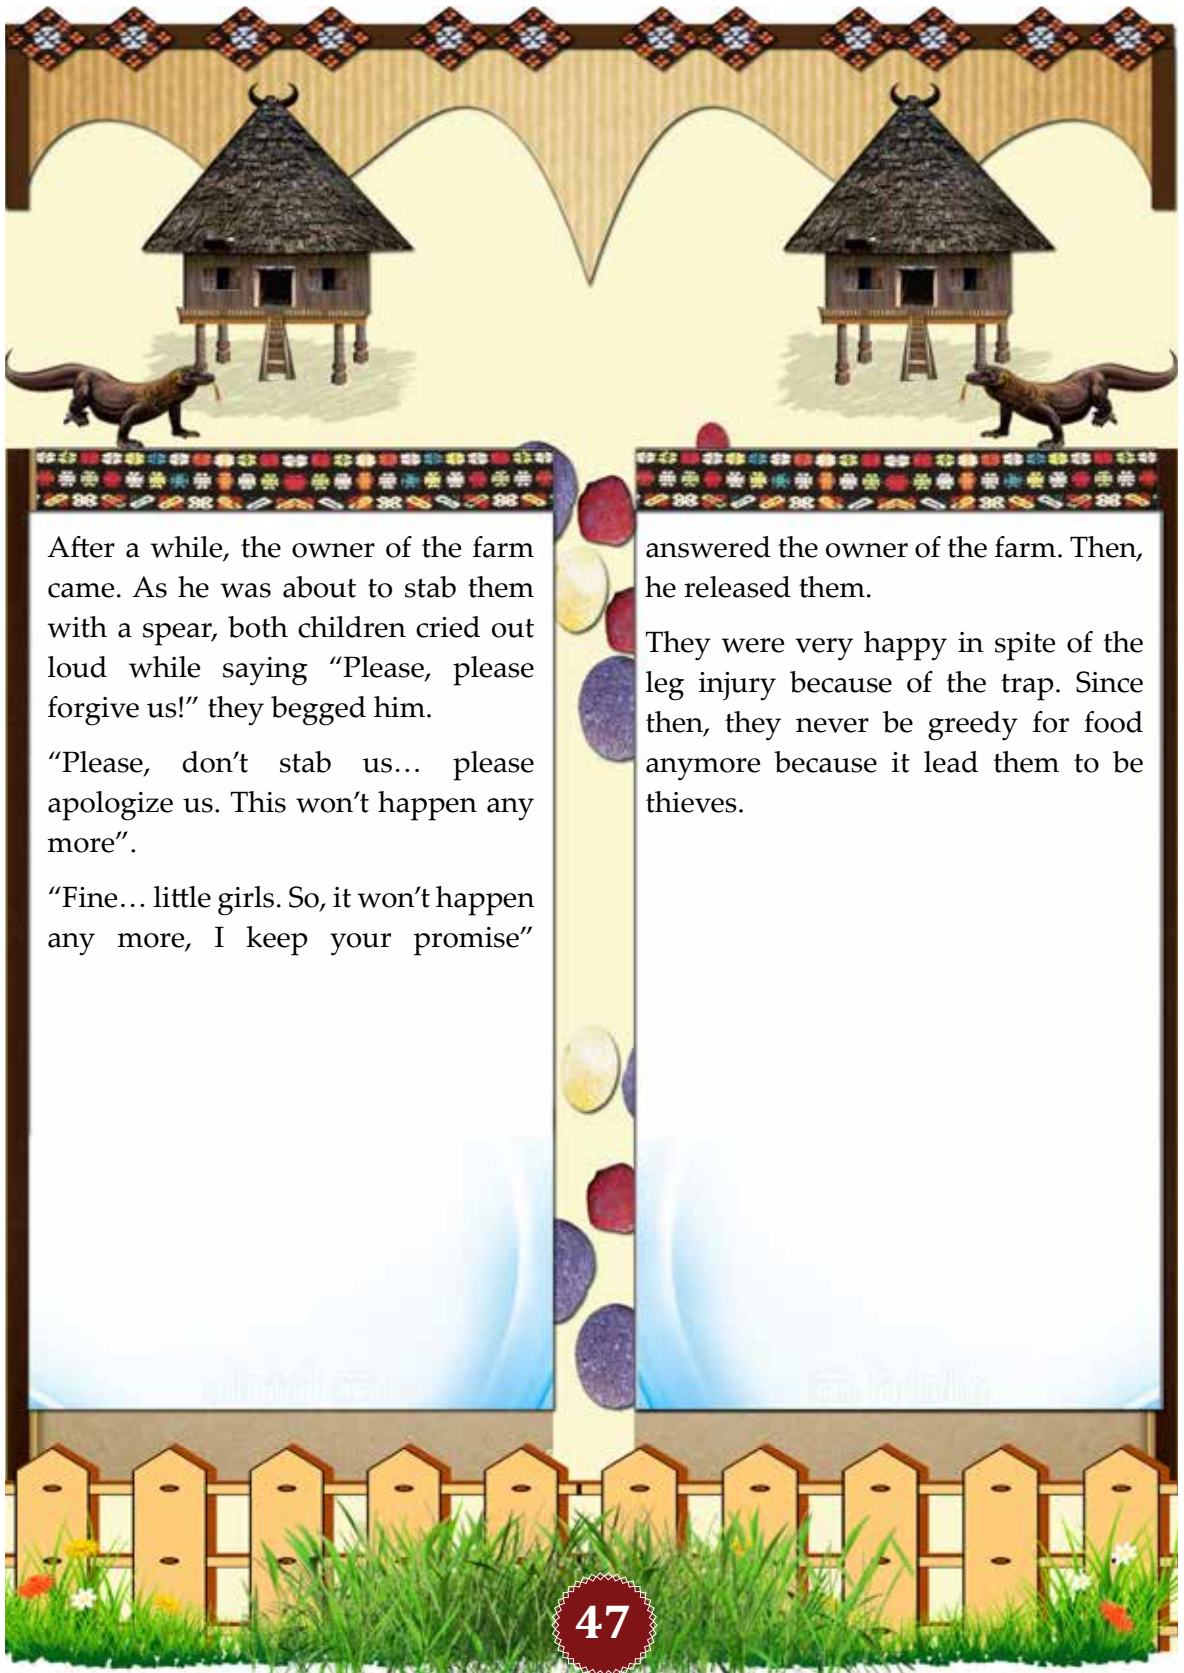 After a while, the owner of the farm
came. As he was about to stab them
with a spear, both children cried out
loud while saying “Please, please
forgive us!” they begged him.
“Please, don’t stab us… please
apologize us. This won’t happen any
more”.
“Fine… little girls. So, it won’t happen
any more, I keep your promise”
answered the owner of the farm. Then,
he released them.
They were very happy in spite of the
leg injury because of the trap. Since
then, they never be greedy for food
anymore because it lead them to be
thieves.
47